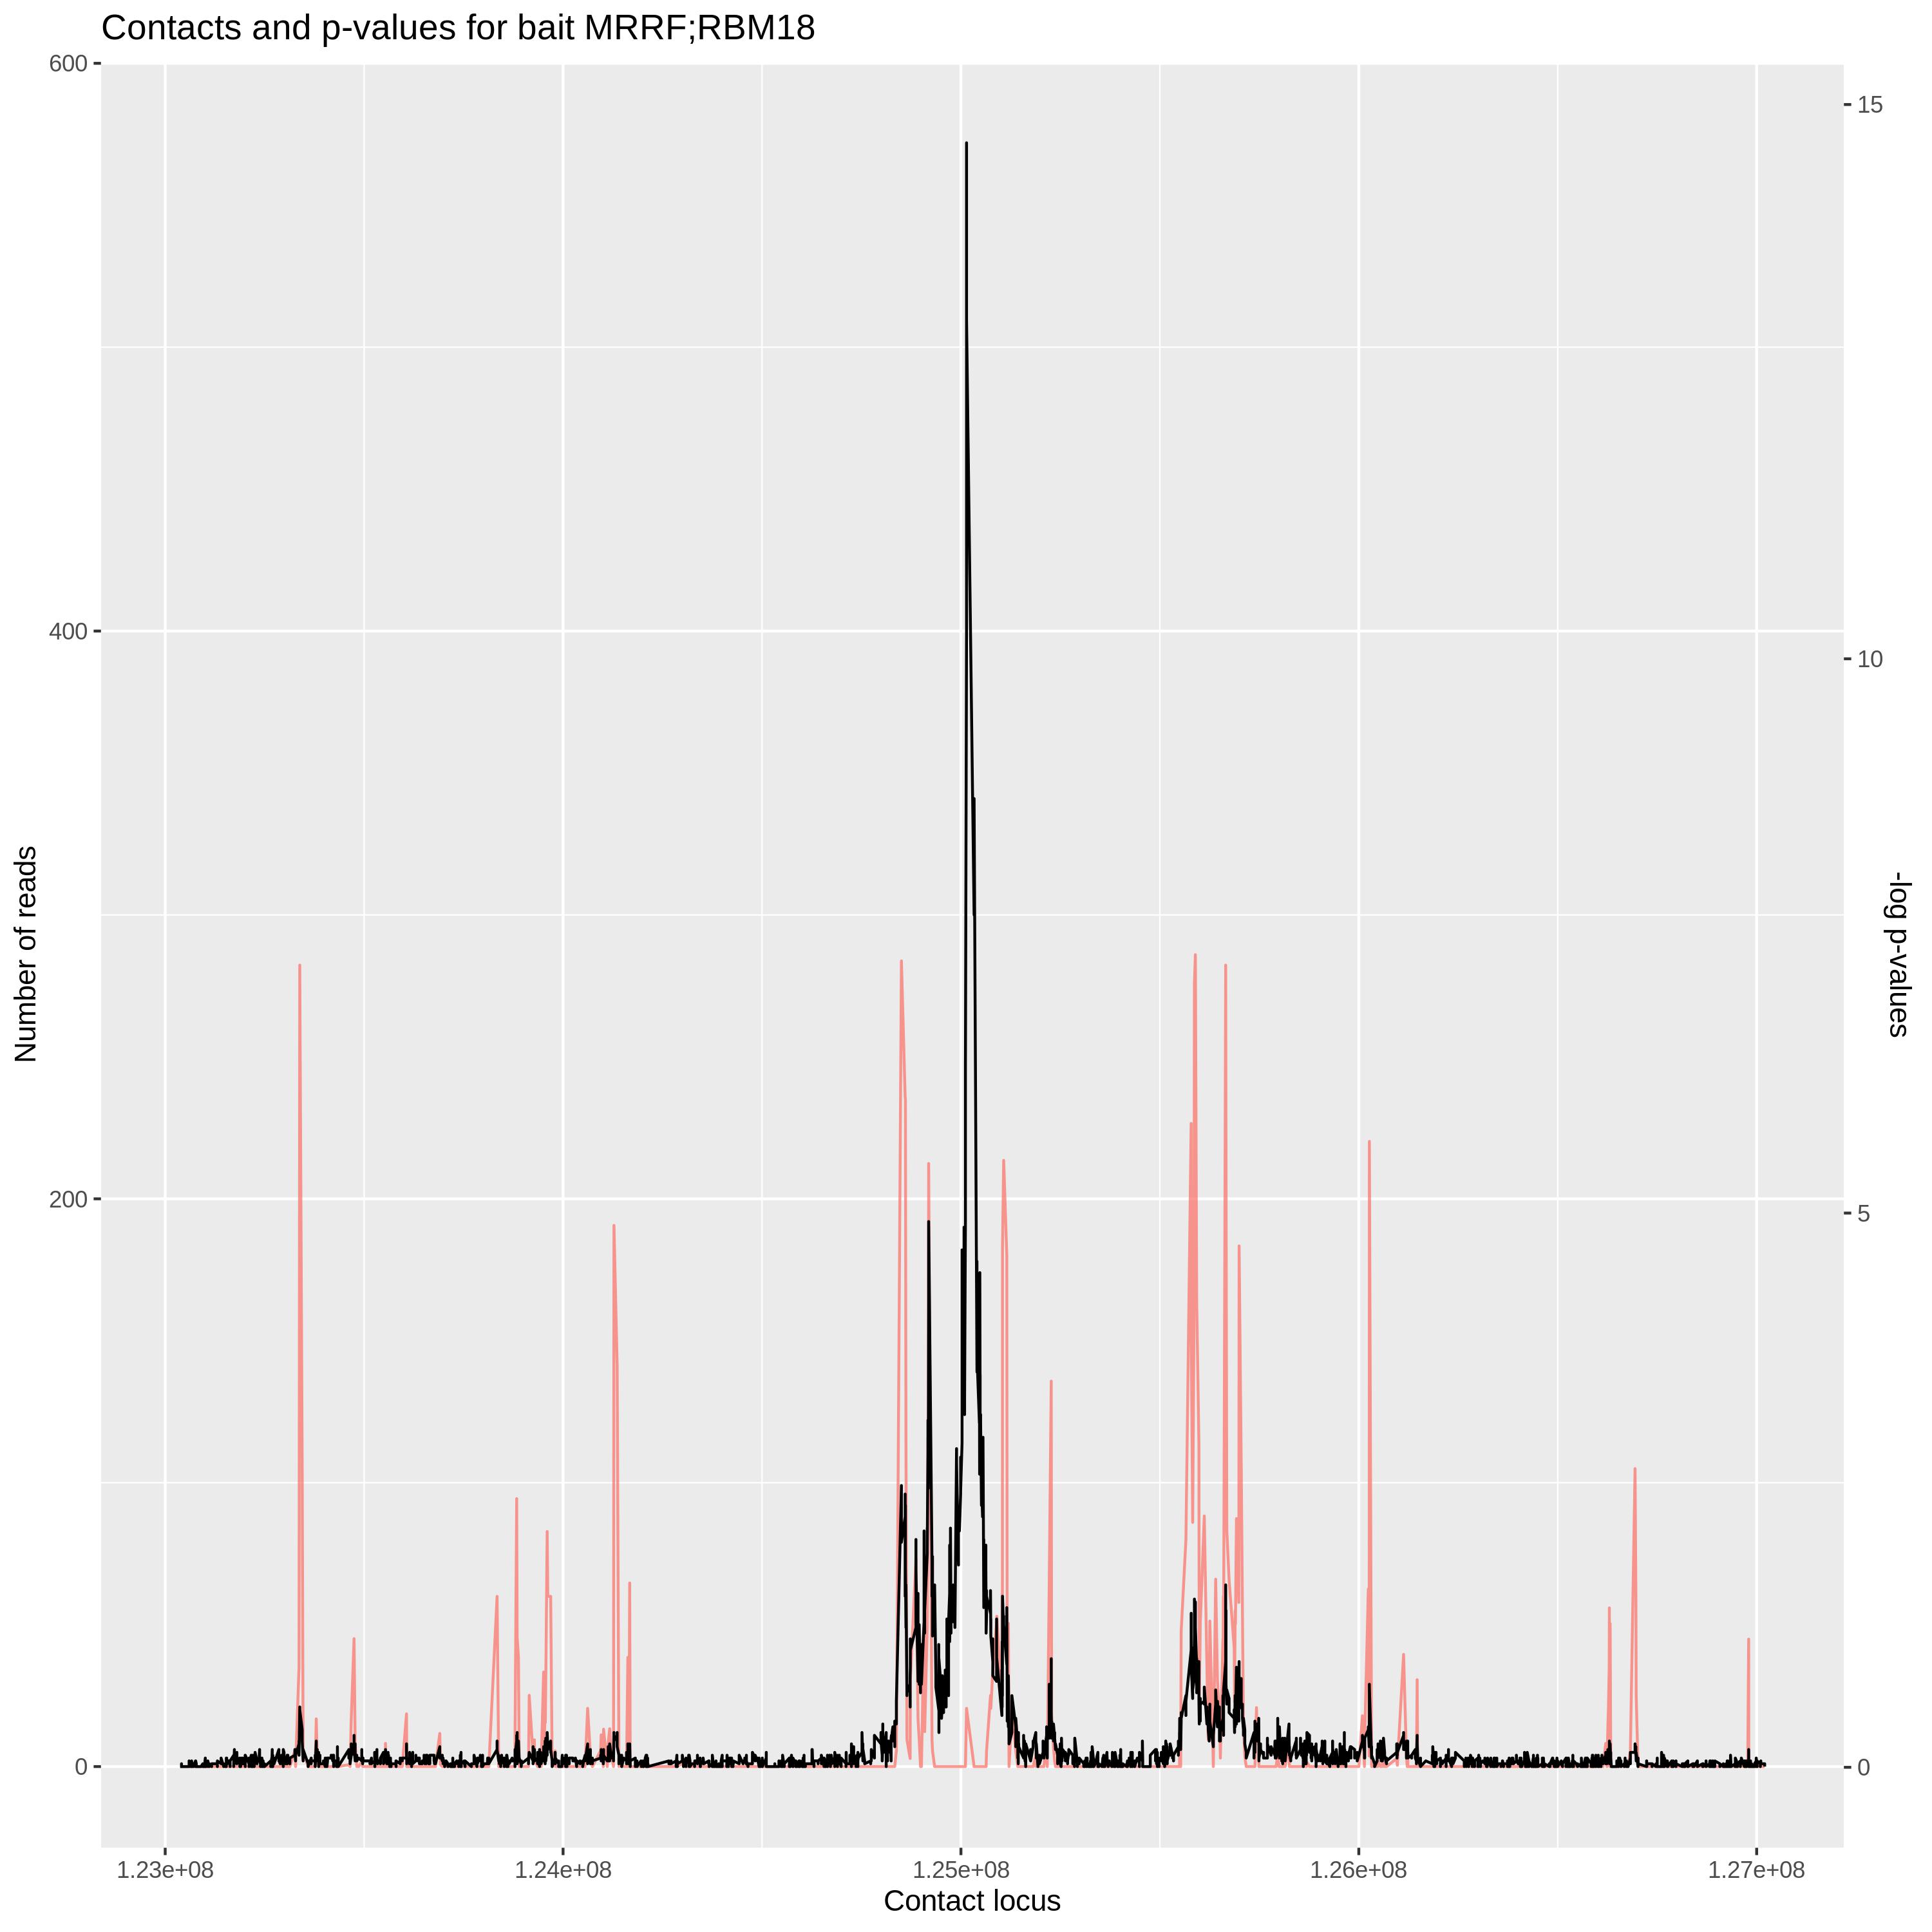 Contacts and p-values for bait MRRF;RBM18
600
400
200
0
Number of reads
15
10
5
0
-log p-values
1.23e+08
1.24e+08
1.25e+08
1.26e+08
1.27e+08
Contact locus